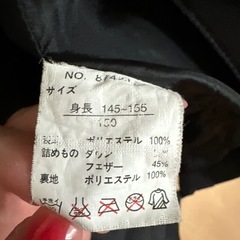 NO.
サイズ
身長 145-155
150
ポリエステル 100%
詰めもの ダウン
フェザー 45%
裏地 ポリエステル 100%